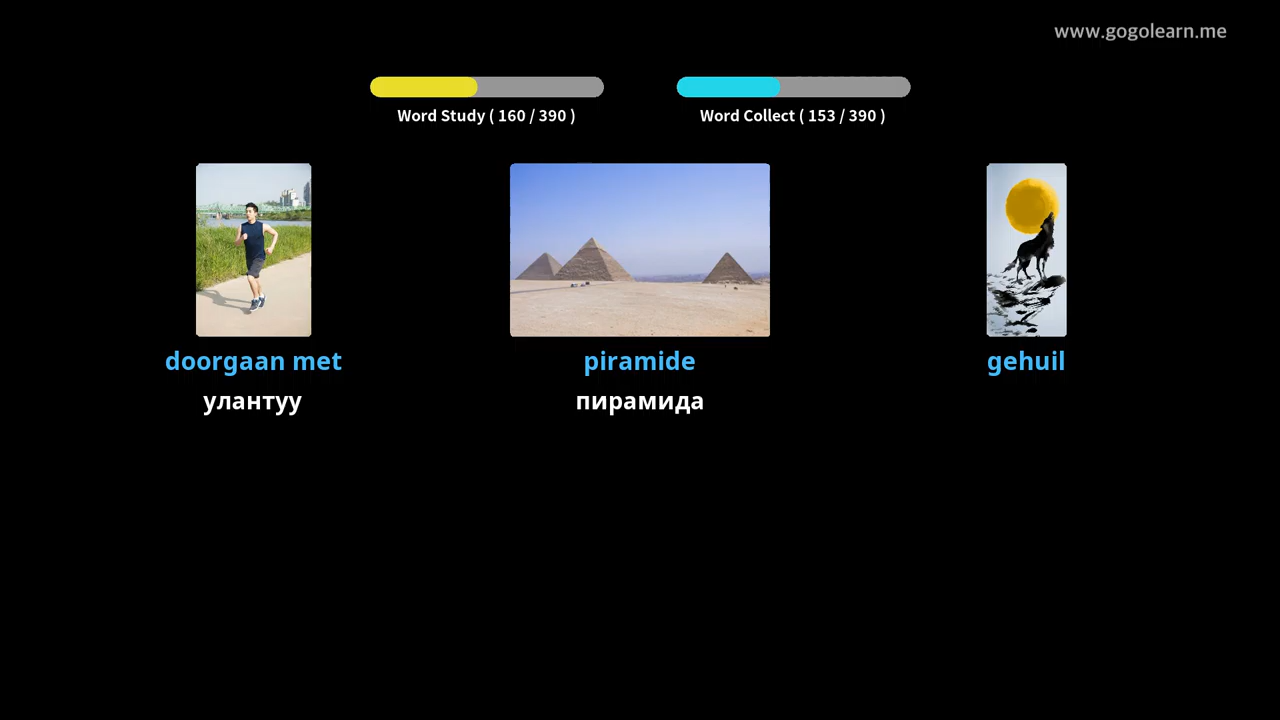 www.gogolearn.me
Word Study ( 160 / 390 )
Word Collect ( 153 / 390 )
doorgaan met
улантуу
piramide
пирамида
gehuil